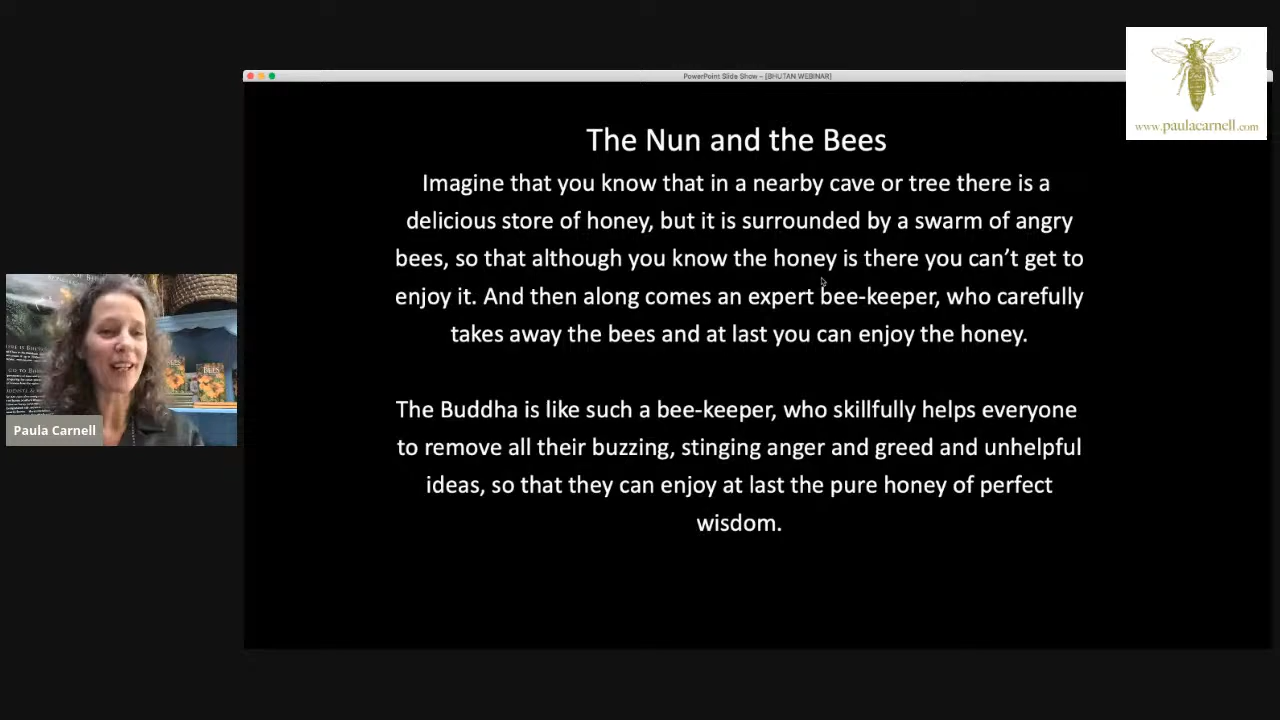 www.paulacarnell.com
PowerPoint Slide Show - [BHUTAN WEBINAR]
The Nun and the Bees
Imagine that you know that in a nearby cave or tree there is a
delicious store of honey, but it is surrounded by a swarm of angry
bees, so that although you know the honey is there you can’t get to
enjoy it. And then along comes an expert bee-keeper, who carefully
takes away the bees and at last you can enjoy the honey.
The Buddha is like such a bee-keeper, who skillfully helps everyone
to remove all their buzzing, stinging anger and greed and unhelpful
ideas, so that they can enjoy at last the pure honey of perfect
wisdom.
Paula Carnell